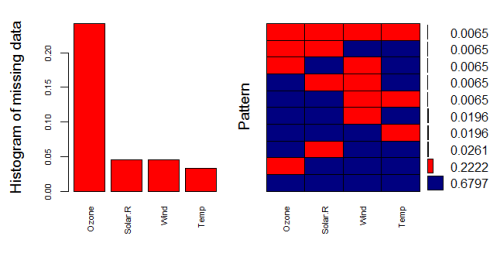 Histogram of missing data
0.00
0.05
0.10
0.15
0.20
Ozone
Solar.R
Wind
Temp
Pattern
Ozone
Solar.R
Wind
Temp
0.0065
0.0065
0.0065
0.0065
0.0065
0.0196
0.0196
0.0261
0.2222
0.6797